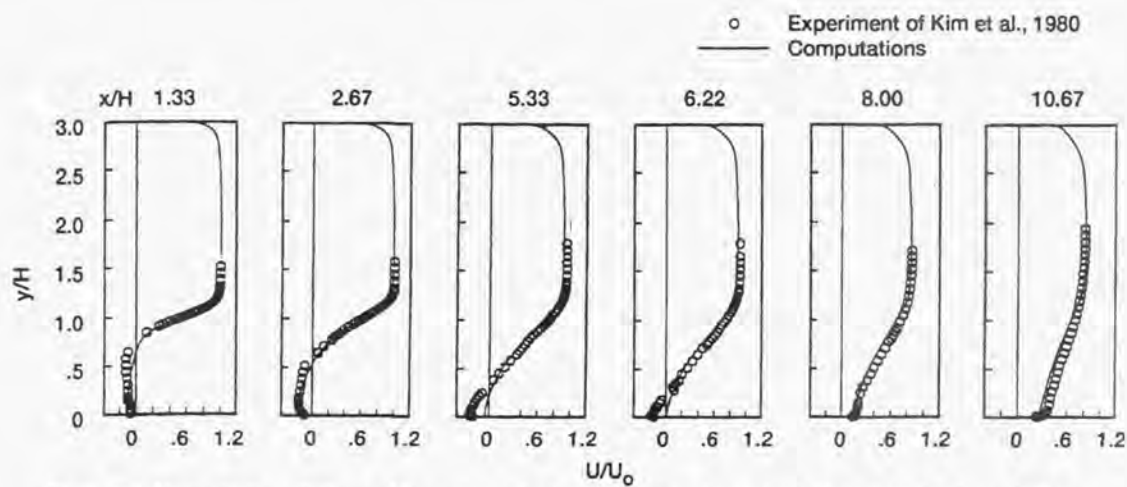 Experiment of Kim et al., 1980
Computations
x/H 1.33 2.67 5.33 6.22 8.00 10.67
3.0
2.5
2.0
1.5
1.0
.5
0
y/H
0 .6 1.2 0 .6 1.2 0 .6 1.2 0 .6 1.2 0 .6 1.2 0 .6 1.2
U/Uo